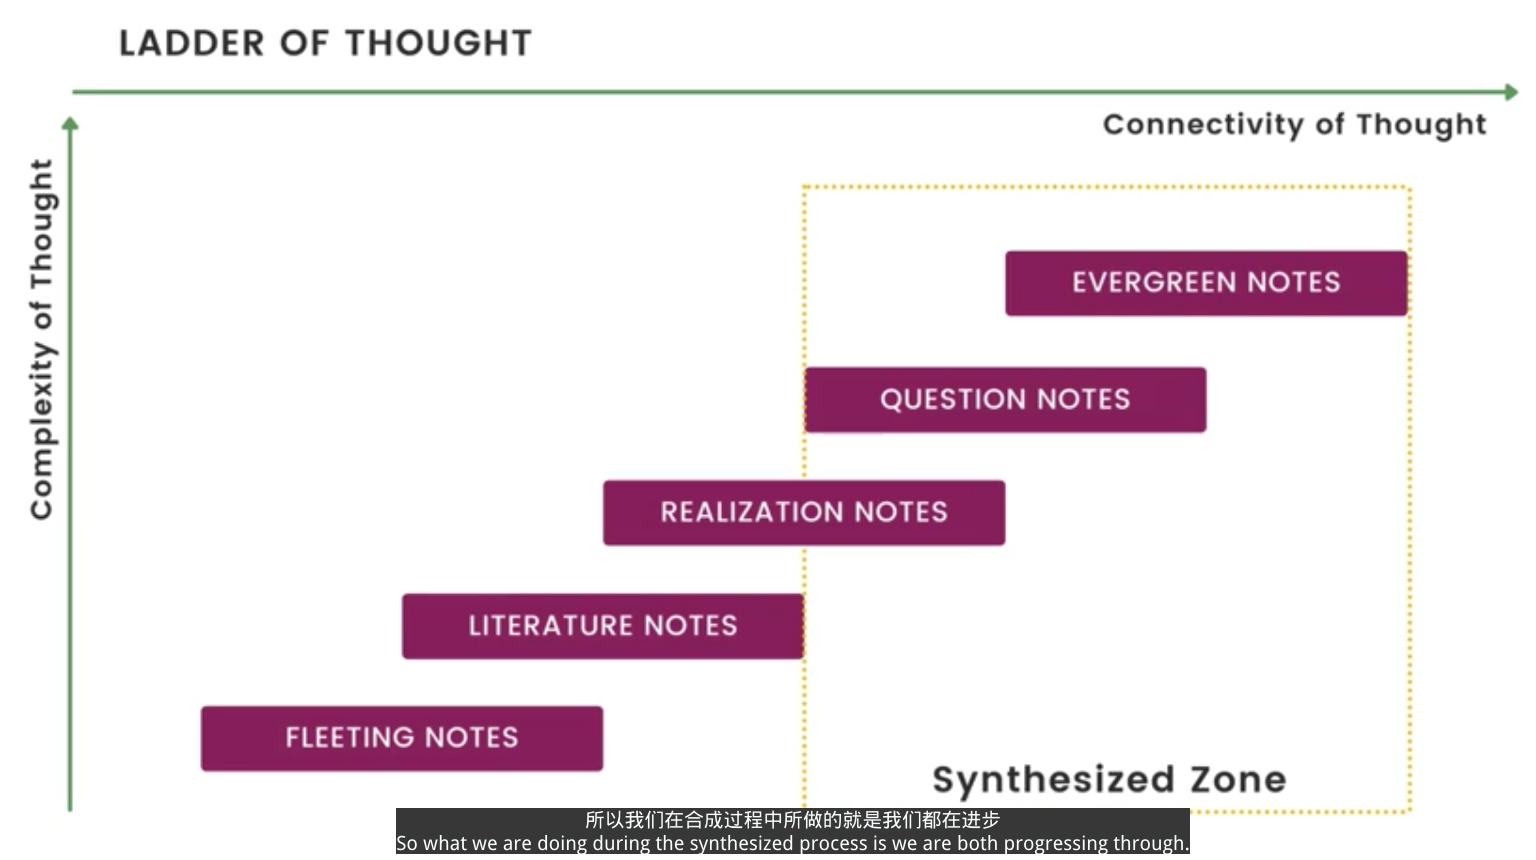 LADDER OF THOUGHT
Connectivity of Thought
Complexity of Thought
EVERGREEN NOTES
QUESTION NOTES
REALIZATION NOTES
LITERATURE NOTES
FLEETING NOTES
Synthesized Zone
所以我们在合成过程中所做的就是我们都在进步
So what we are doing during the synthesized process is we are both progressing through.